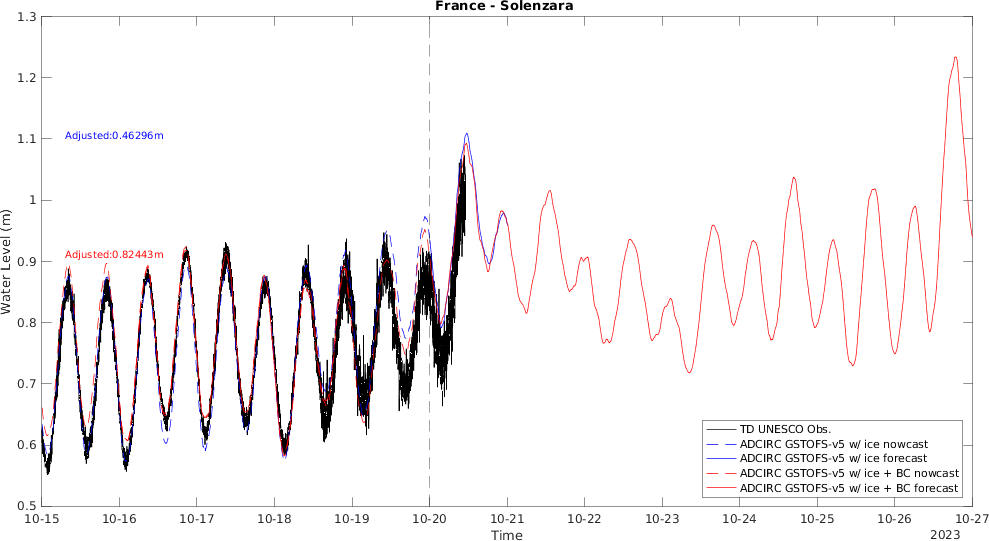 France - Solenzara
1.3
1.2
1.1
1
0.9
0.8
0.7
0.6
0.5
Water Level (m)
Adjusted:0.46296m
Adjusted:0.82443m
TD UNESCO Obs.
ADCIRC GSTOFS-v5 w/ ice nowcast
ADCIRC GSTOFS-v5 w/ ice forecast
ADCIRC GSTOFS-v5 w/ ice + BC nowcast
ADCIRC GSTOFS-v5 w/ ice + BC forecast
10-15 10-16 10-17 10-18 10-19 10-20 10-21 10-22 10-23 10-24 10-25 10-26 10-27
Time
2023